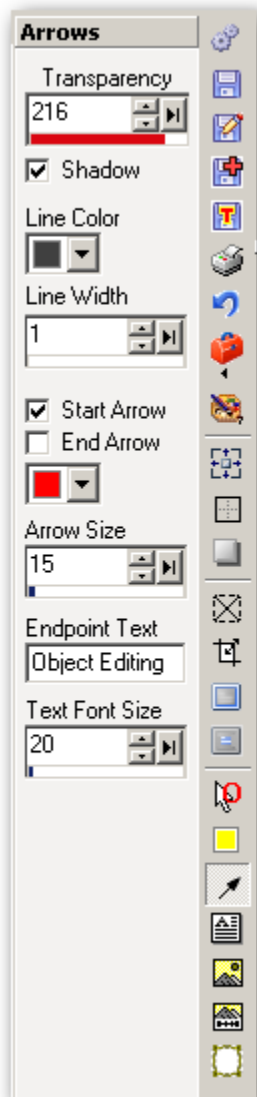 Arrows
Transparency
216
Shadow
Line Color
Line Width
1
Start Arrow
End Arrow
Arrow Size
15
Endpoint Text
Object Editing
Text Font Size
20